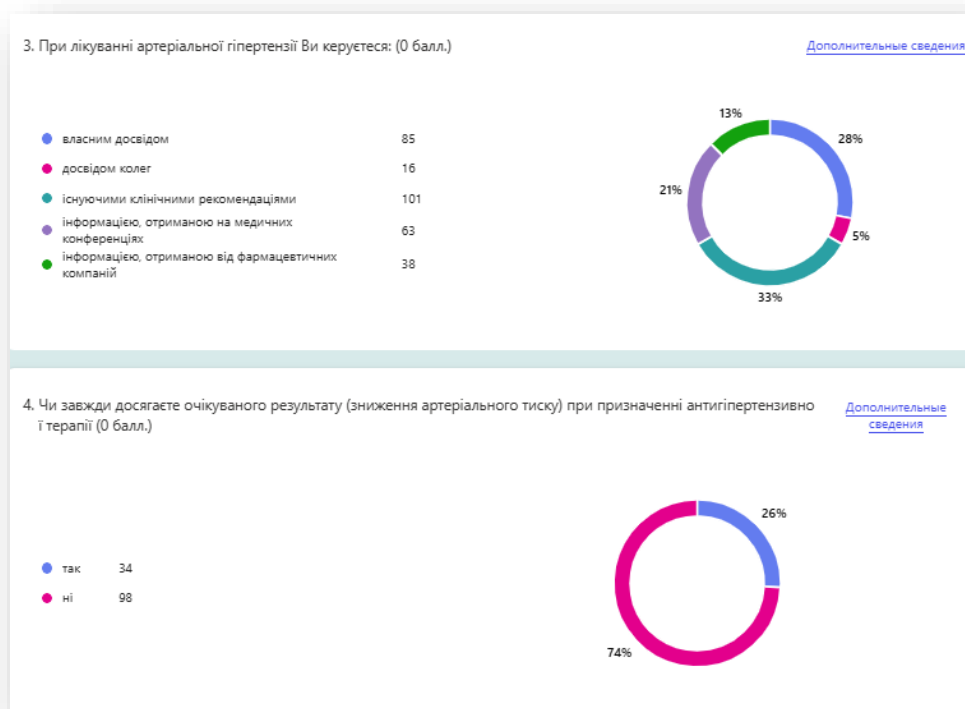 3. При лікуванні артеріальної гіпертензії Ви керуєтеся: (0 балл.)
Дополнительные сведения
власним досвідом 85
досвідом колег 16
існуючими клінічними рекомендаціями 101
інформацією, отриманою на медичних
конференціях 63
інформацією, отриманою від фармацевтичних
компаній 38
13%
28%
21%
5%
33%
4. Чи завжди досягаєте очікуваного результату (зниження артеріального тиску) при призначенні антигіпертензивно
ї терапії (0 балл.)
Дополнительные
сведения
так 34
ні 98
26%
74%